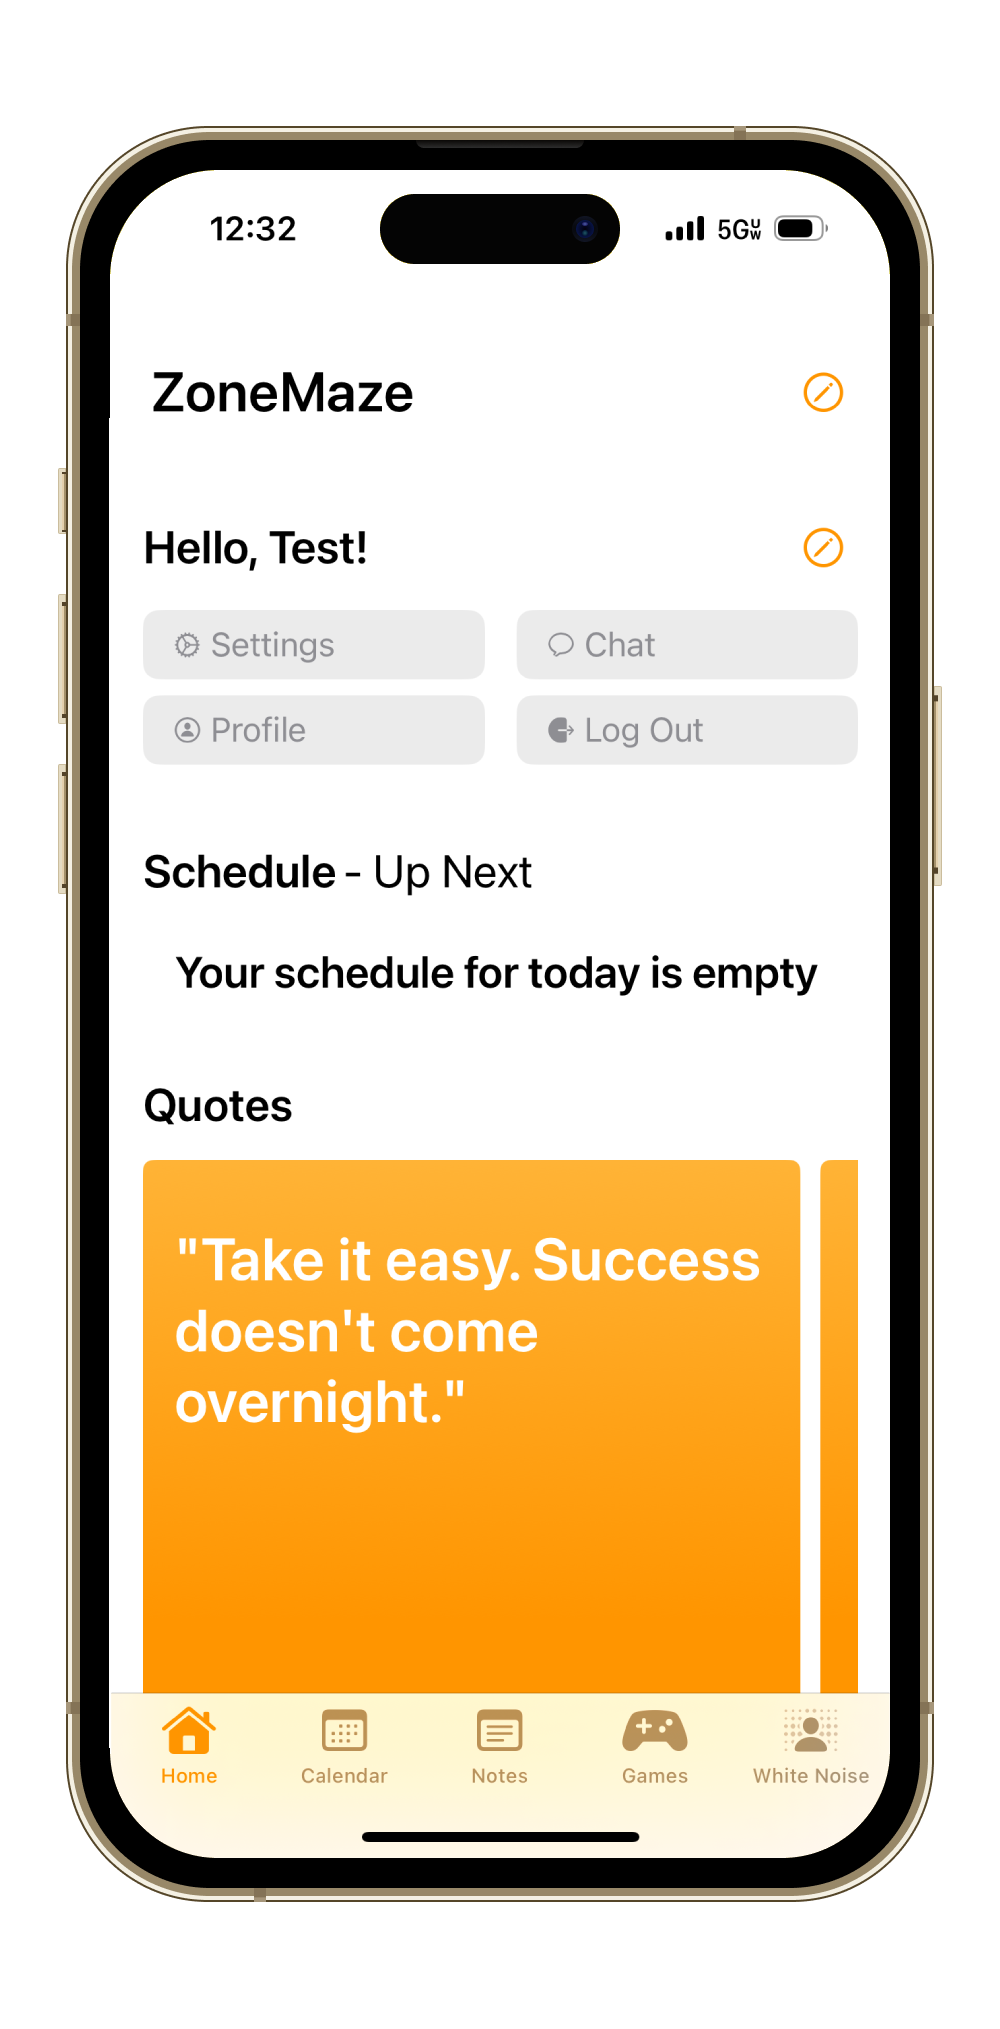 12:32
5G UW
ZoneMaze
Hello, Test!
Settings
Chat
Profile
Log Out
Schedule - Up Next
Your schedule for today is empty
Quotes
"Take it easy. Success
doesn't come
overnight."
Home
Calendar
Notes
Games
White Noise